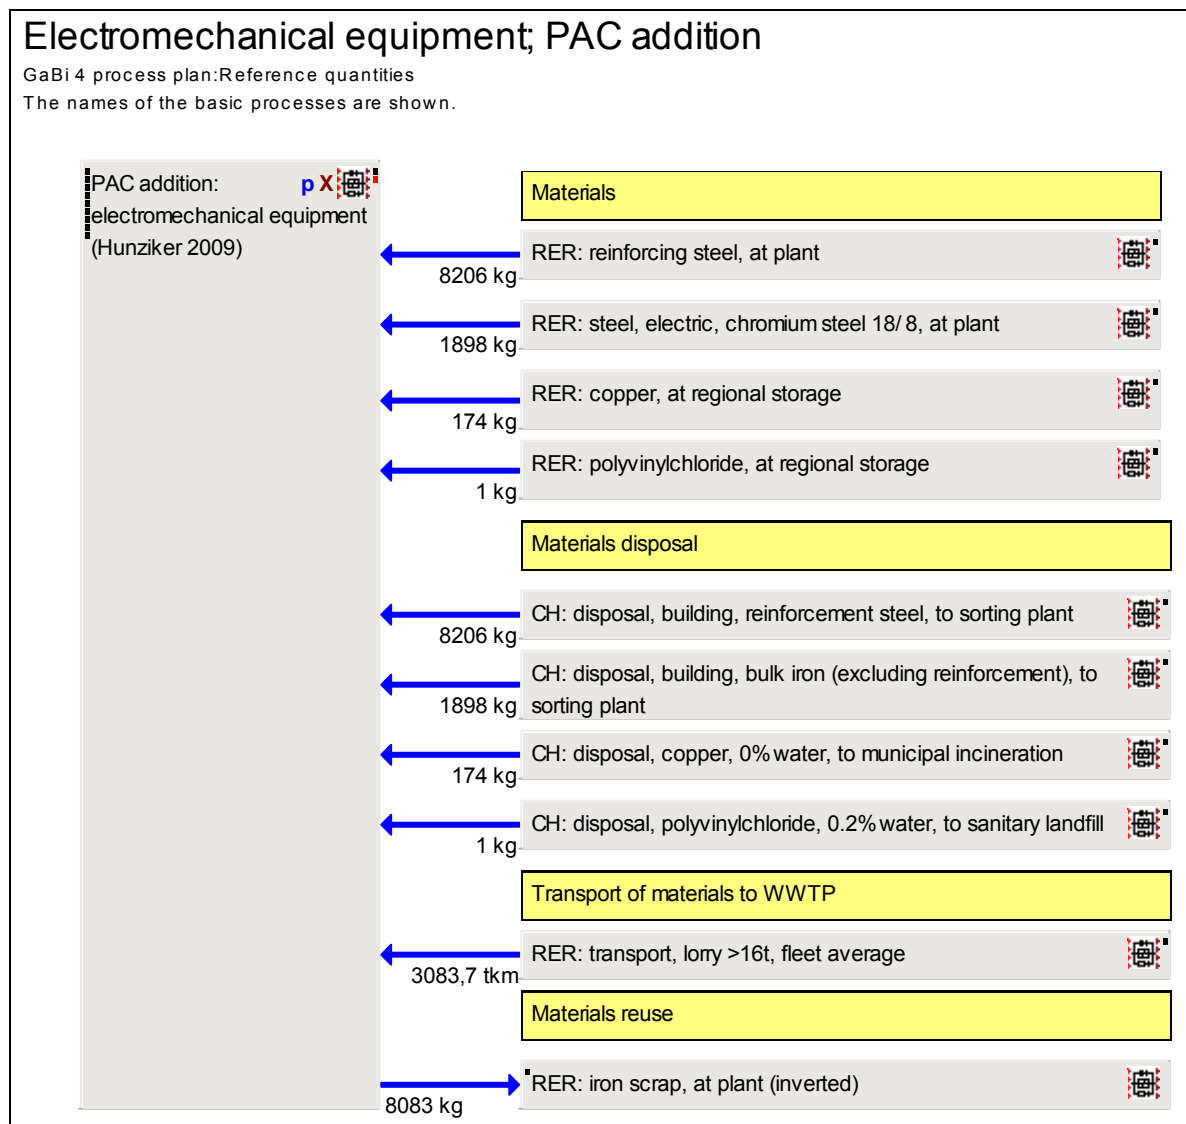 Electromechanical equipment; PAC addition
GaBi 4 process plan:Reference quantities
The names of the basic processes are shown.
PAC addition: p X
electromechanical equipment
(Hunziker 2009)
Materials
RER: reinforcing steel, at plant
8206 kg
RER: steel, electric, chromium steel 18/8, at plant
1898 kg
RER: copper, at regional storage
174 kg
RER: polyvinylchloride, at regional storage
1 kg
Materials disposal
CH: disposal, building, reinforcement steel, to sorting plant
8206 kg
CH: disposal, building, bulk iron (excluding reinforcement), to
sorting plant
1898 kg
CH: disposal, copper, 0% water, to municipal incineration
174 kg
CH: disposal, polyvinylchloride, 0.2% water, to sanitary landfill
1 kg
Transport of materials to WWTP
RER: transport, lorry >16t, fleet average
3083,7 tkm
Materials reuse
RER: iron scrap, at plant (inverted)
8083 kg